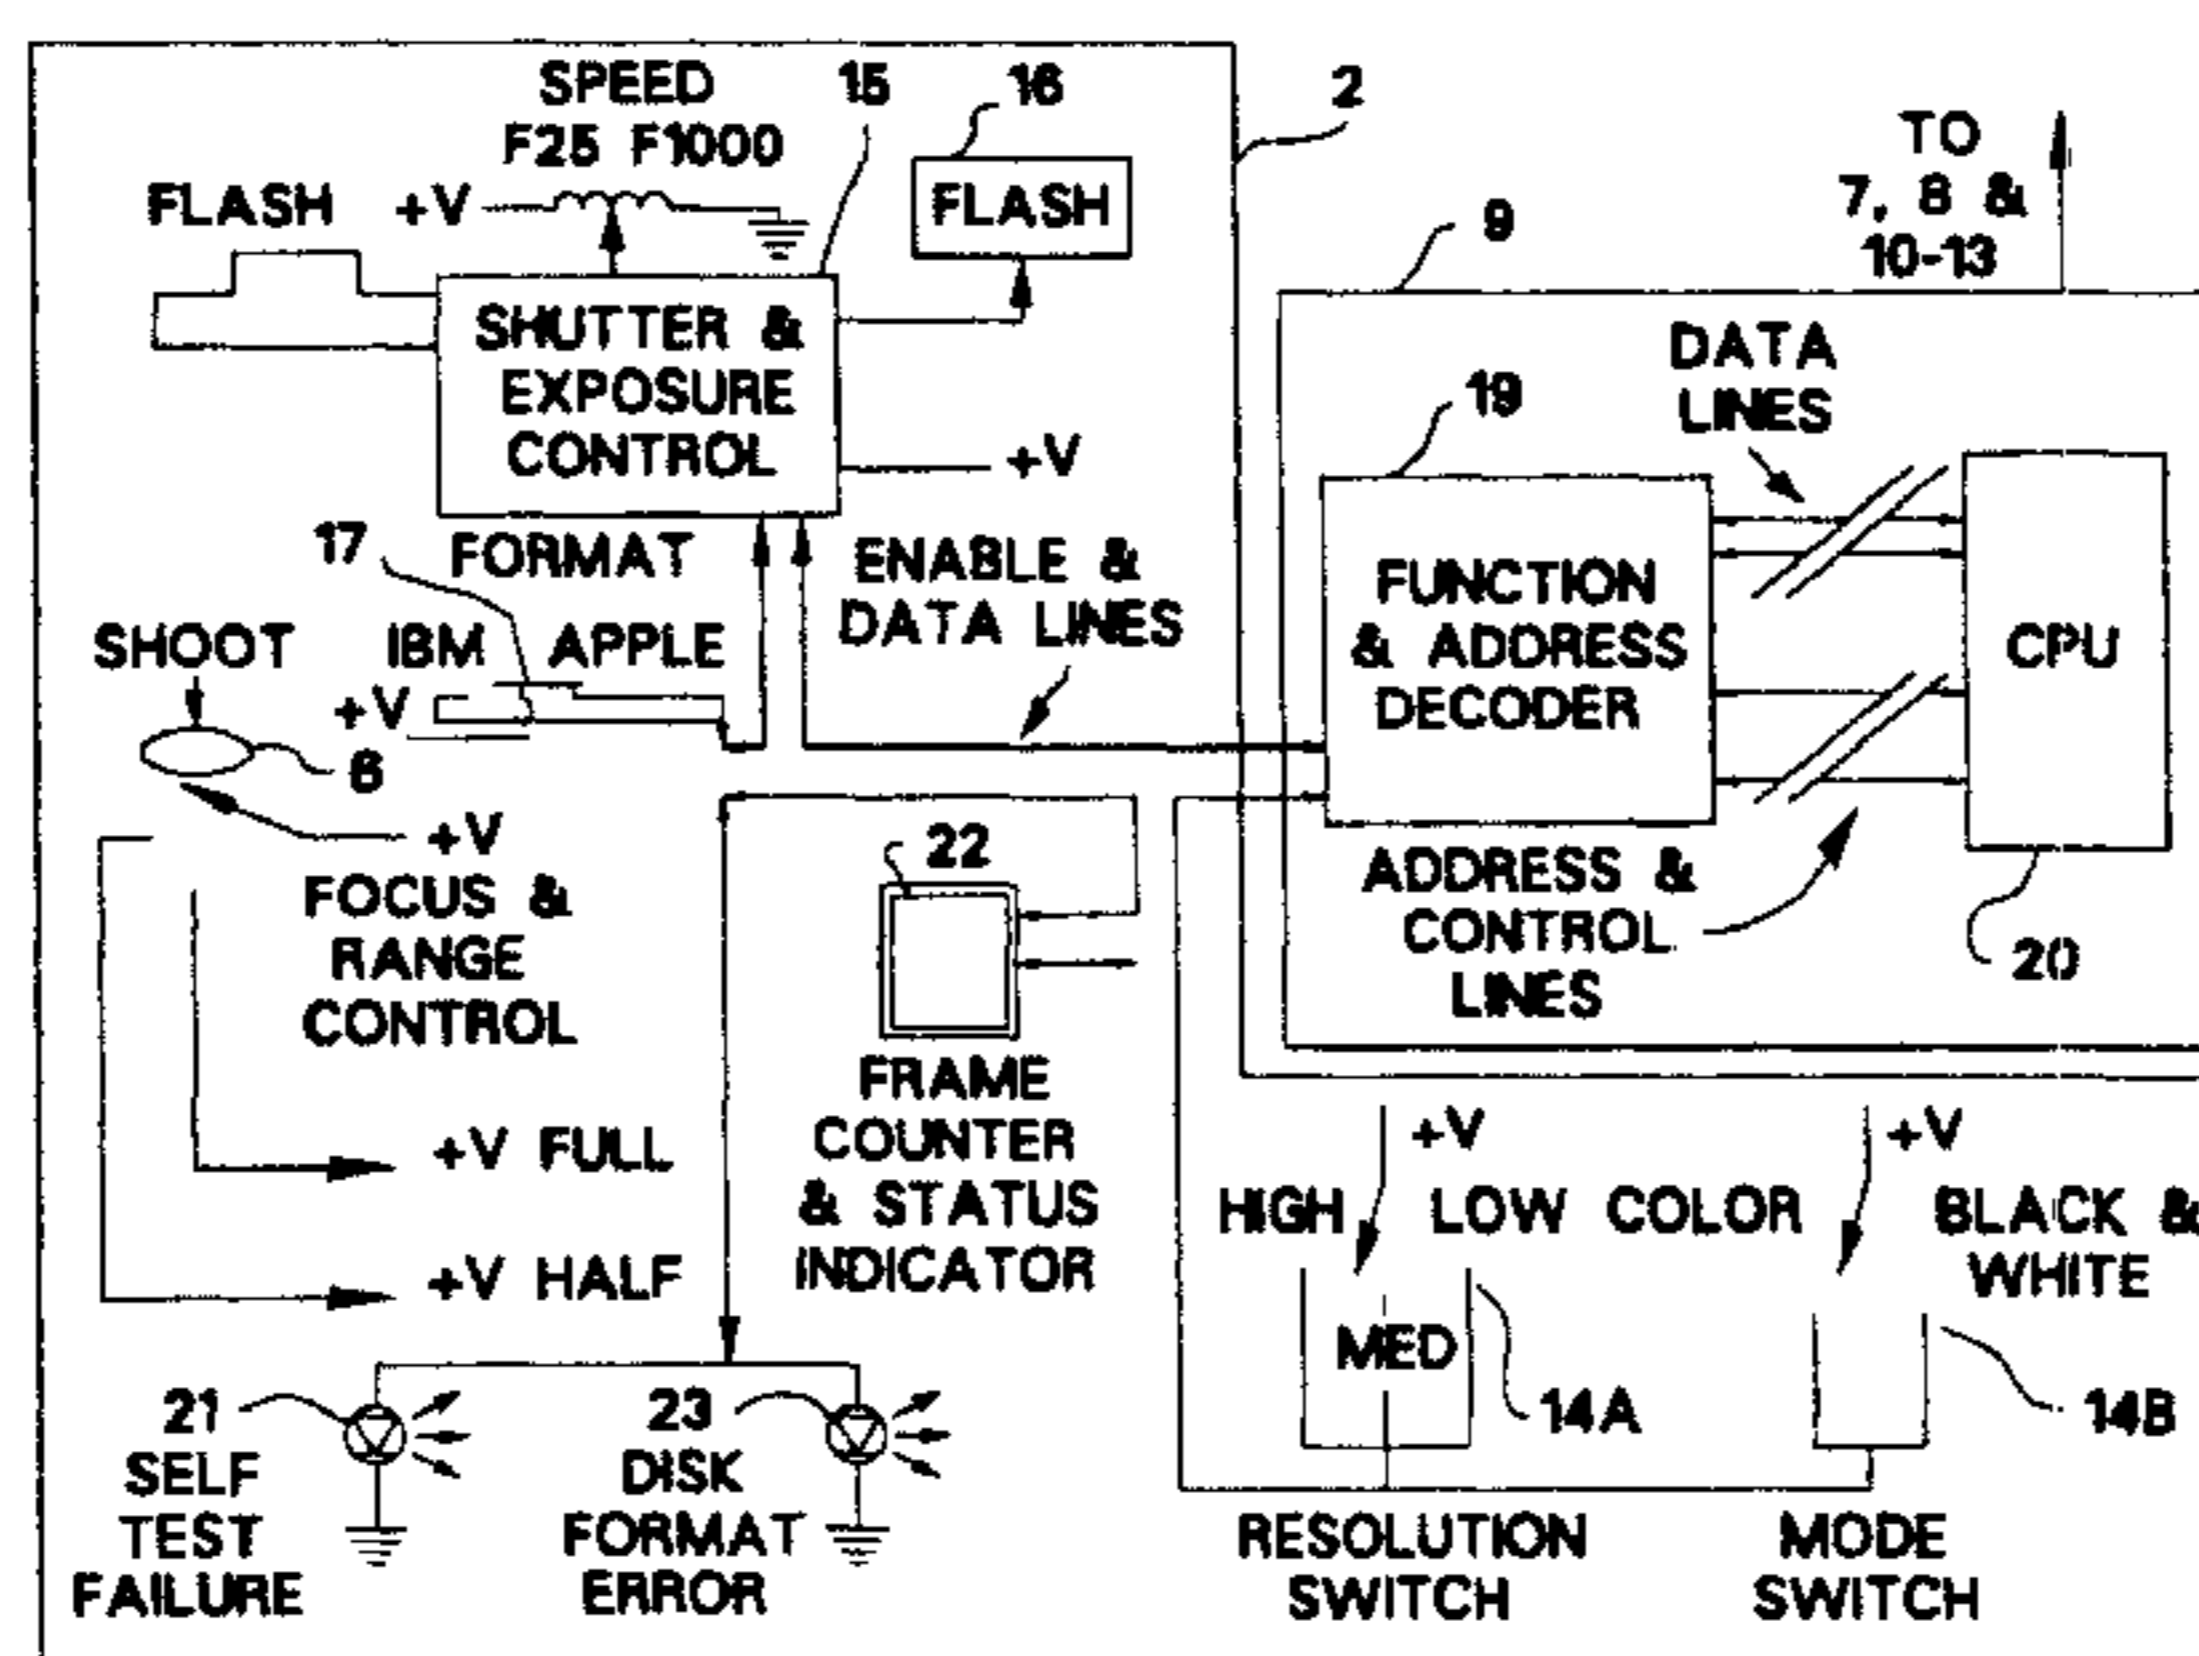 SPEED
F25 F1000
15
16
2
FLASH
+V
FLASH
TO
7, 8 &
10-13
9
SHUTTER &
EXPOSURE
CONTROL
+V
DATA
LINES
19
17
FORMAT
ENABLE &
DATA LINES
FUNCTION
& ADDRESS
DECODER
CPU
SHOOT
IBM APPLE
+V
6
+V
FOCUS &
RANGE
CONTROL
22
ADDRESS &
CONTROL
LINES
20
FRAME
COUNTER
& STATUS
INDICATOR
+V FULL
+V HALF
+V
+V
HIGH
LOW
COLOR
BLACK &
WHITE
MED
14A
14B
21
SELF
TEST
FAILURE
23
DISK
FORMAT
ERROR
RESOLUTION
SWITCH
MODE
SWITCH